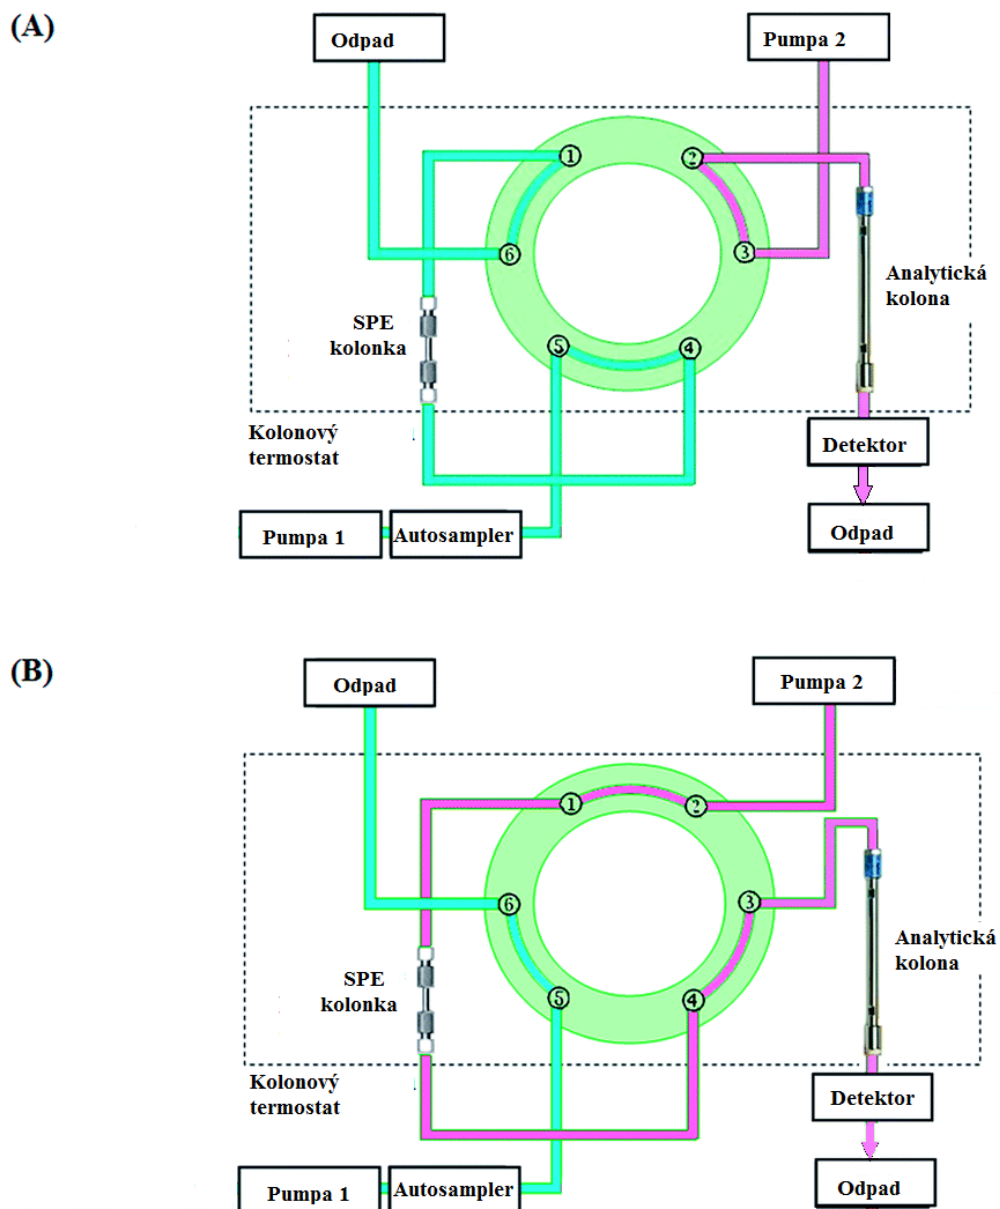 (A)
Odpad
Pumpa 2
1
2
6
3
Analytická
kolona
SPE
kolonka
5
4
Kolonový
termostat
Detektor
Pumpa 1
Autosampler
Odpad
(B)
Odpad
Pumpa 2
1
2
6
3
Analytická
kolona
SPE
kolonka
5
4
Kolonový
termostat
Detektor
Pumpa 1
Autosampler
Odpad